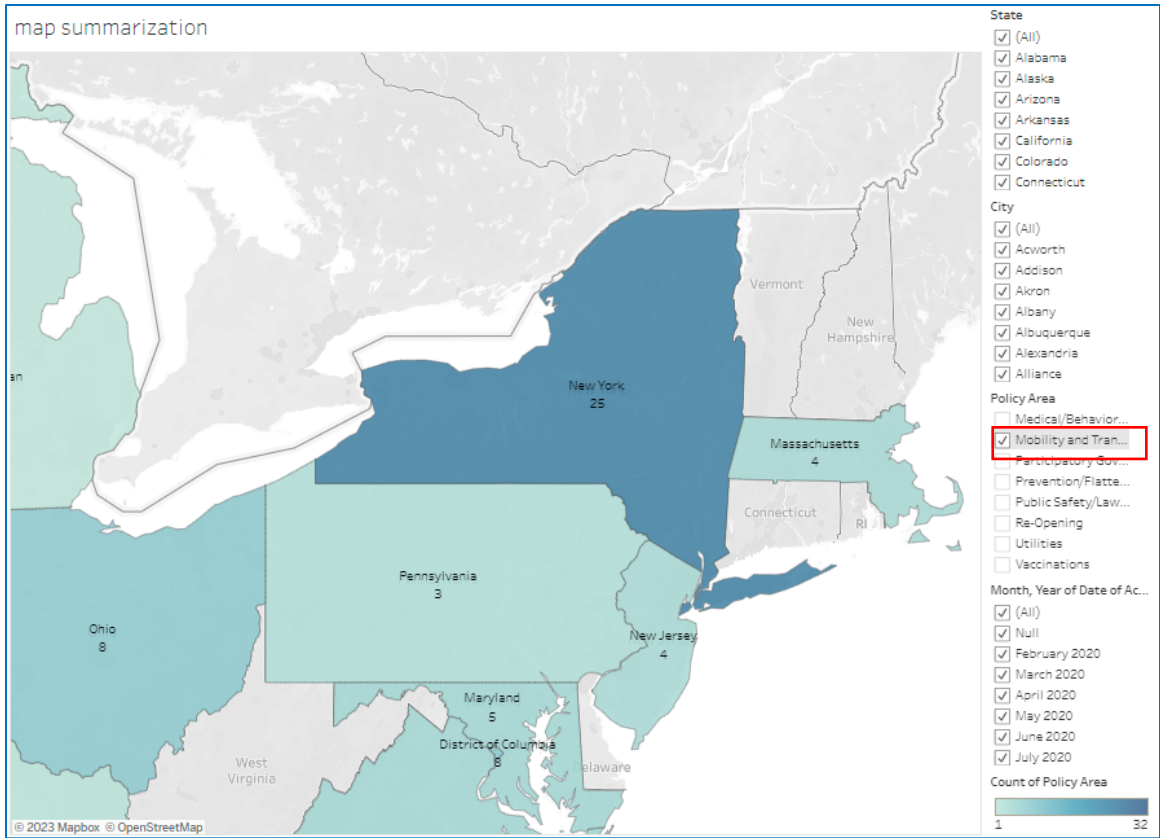 map summarization
an
New York
25
Vermont
New
Hampshire
Massachusetts
4
Connecticut
RI
Pennsylvania
3
Ohio
8
New Jersey
4
Maryland
5
District of Columbia
8
West
Virginia
Delaware
© 2023 Mapbox © OpenStreetMap
State
(All)
Alabama
Alaska
Arizona
Arkansas
California
Colorado
Connecticut
City
(All)
Acworth
Addison
Akron
Albany
Albuquerque
Alexandria
Alliance
Policy Area
Medical/Behavior...
Mobility and Tran...
Participatory Gov...
Prevention/Flatte...
Public Safety/Law...
Re-Opening
Utilities
Vaccinations
Month, Year of Date of Ac...
(All)
Null
February 2020
March 2020
April 2020
May 2020
June 2020
July 2020
Count of Policy Area
1 32